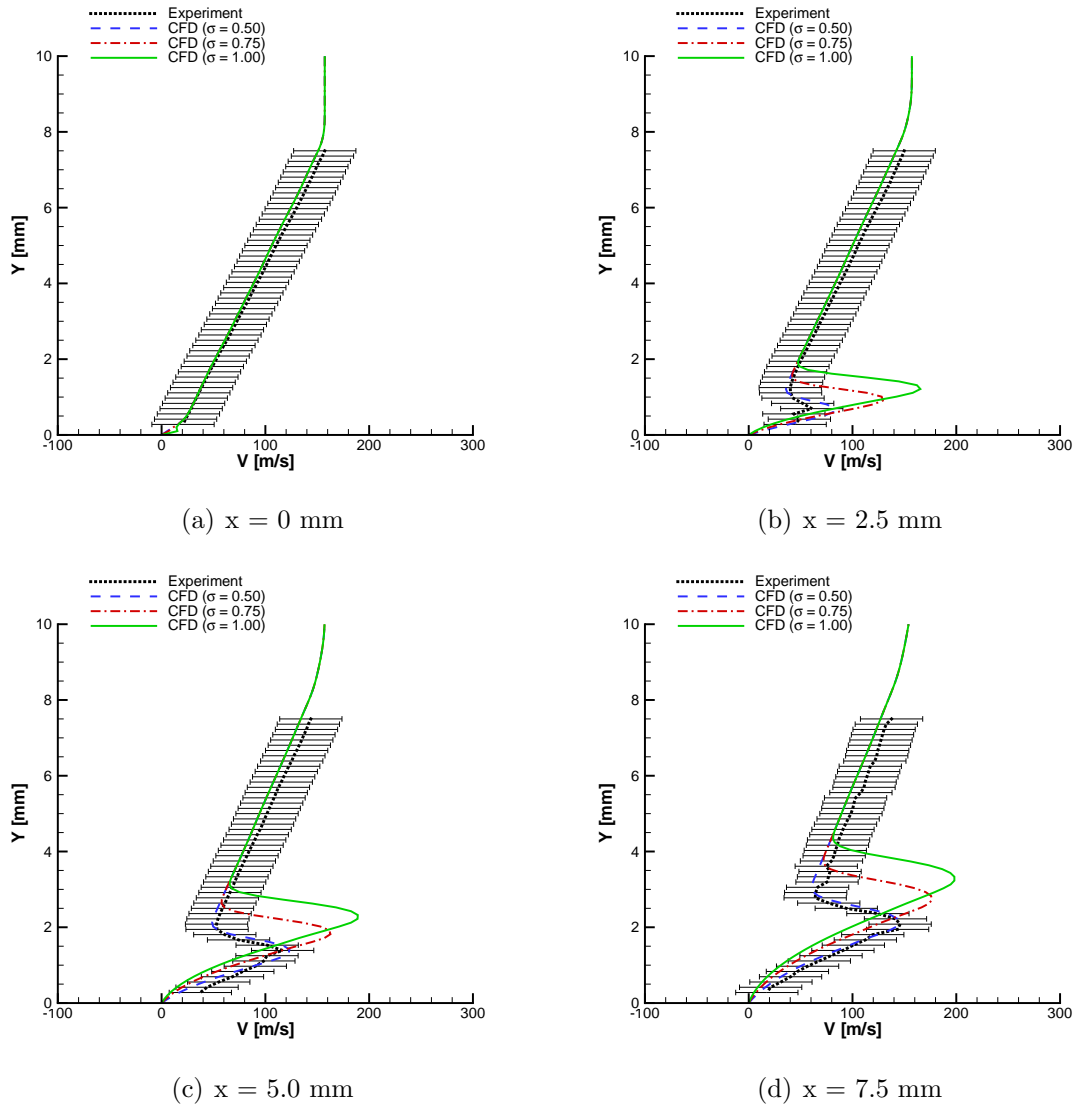 Experiment
CFD (σ = 0.50)
CFD (σ = 0.75)
CFD (σ = 1.00)
Y [mm]
10
8
6
4
2
0
-100 0 100 200 300
V [m/s]
(a) x = 0 mm
Experiment
CFD (σ = 0.50)
CFD (σ = 0.75)
CFD (σ = 1.00)
Y [mm]
10
8
6
4
2
0
-100 0 100 200 300
V [m/s]
(b) x = 2.5 mm
Experiment
CFD (σ = 0.50)
CFD (σ = 0.75)
CFD (σ = 1.00)
Y [mm]
10
8
6
4
2
0
-100 0 100 200 300
V [m/s]
(c) x = 5.0 mm
Experiment
CFD (σ = 0.50)
CFD (σ = 0.75)
CFD (σ = 1.00)
Y [mm]
10
8
6
4
2
0
-100 0 100 200 300
V [m/s]
(d) x = 7.5 mm